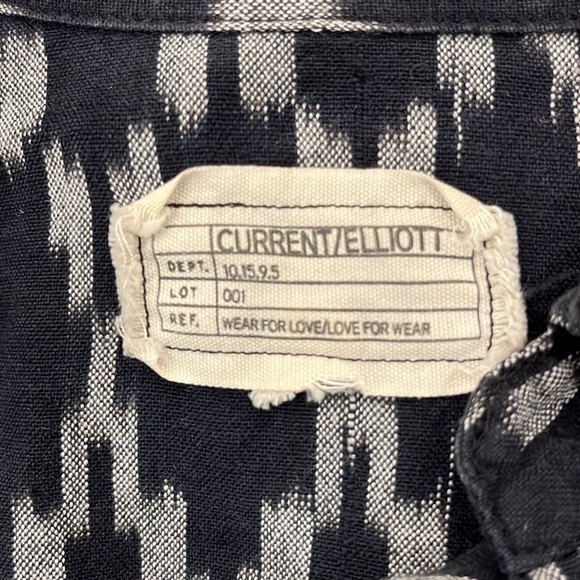 CURRENT/ELLIOTT
DEPT. 10.15.9.5
LOT 001
REF. WEAR FOR LOVE/LOVE FOR WEAR